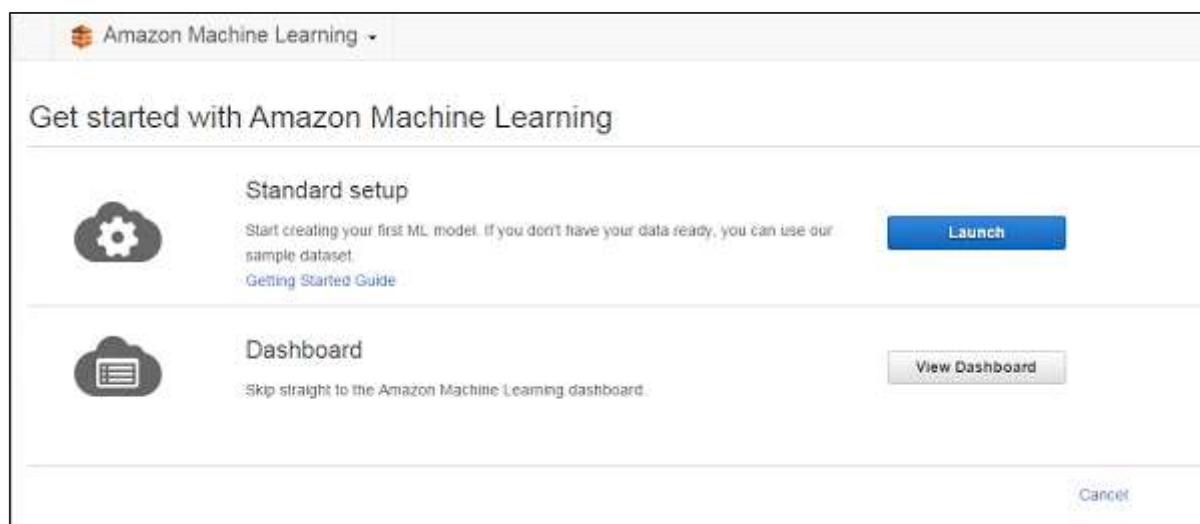 Amazon Machine Learning
Get started with Amazon Machine Learning
Standard setup
Start creating your first ML model. If you don't have your data ready, you can use our
sample dataset.
Getting Started Guide
Launch
Dashboard
Skip straight to the Amazon Machine Learning dashboard.
View Dashboard
Cancel